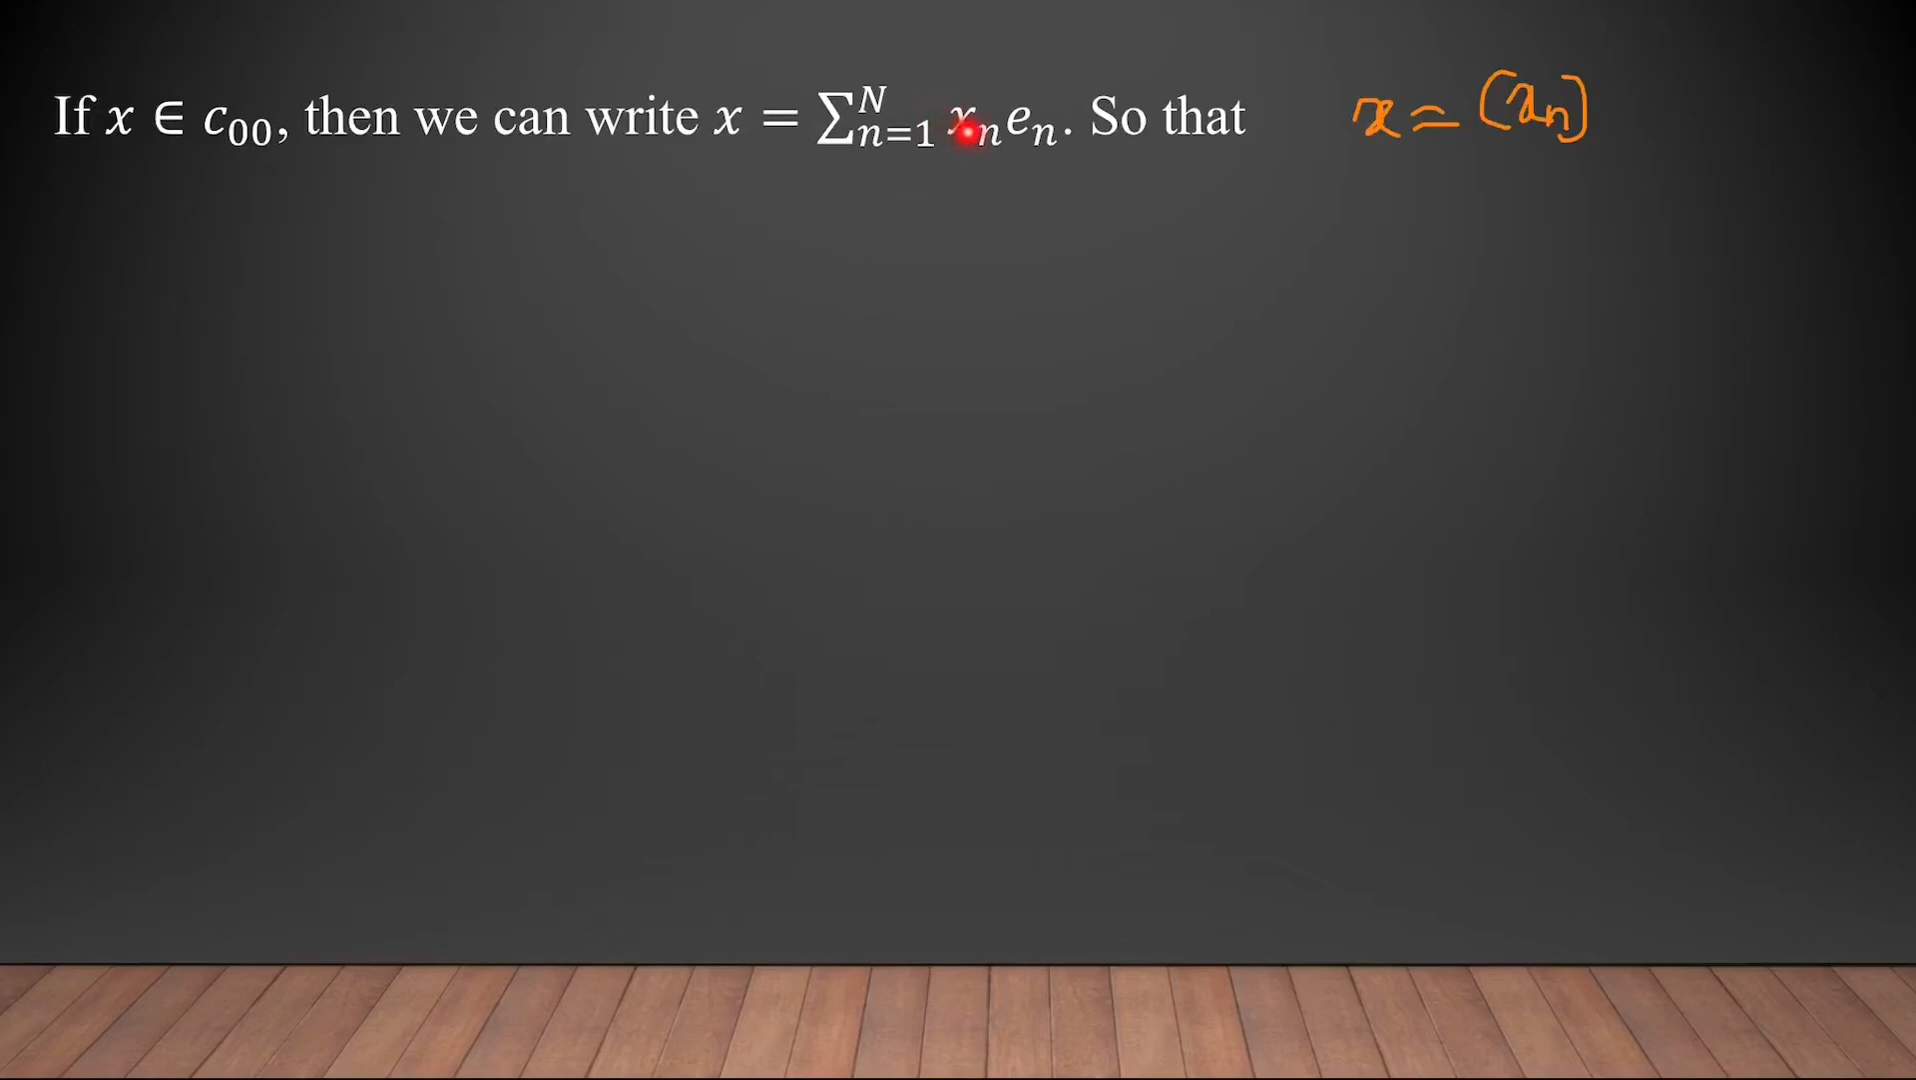 If x ∈ c₀₀, then we can write x = ∑ₙ₌₁ᴺ xₙeₙ. So that x = (xₙ)